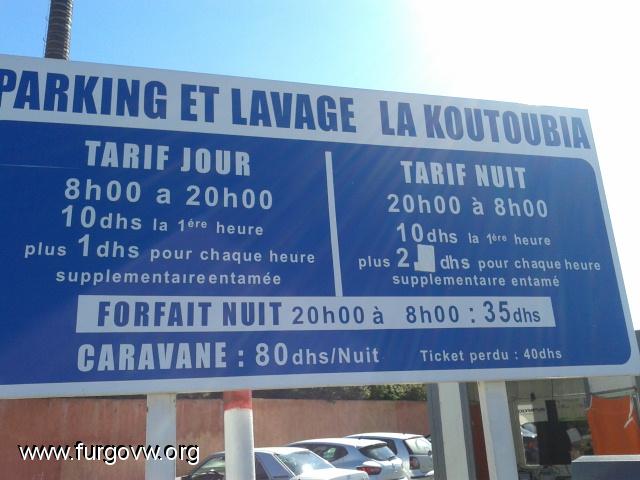 PARKING ET LAVAGE LA KOUTOUBIA
TARIF JOUR
8h00 a 20h00
10dhs la 1ère heure
plus 1dhs pour chaque heure
supplementaire entamée
TARIF NUIT
20h00 à 8h00
10dhs la 1ère heure
plus 2 dhs pour chaque heure
supplementaire entamé
FORFAIT NUIT 20h00 à 8h00 : 35dhs
CARAVANE : 80dhs/Nuit Ticket perdu : 40dhs
www.furgovw.org